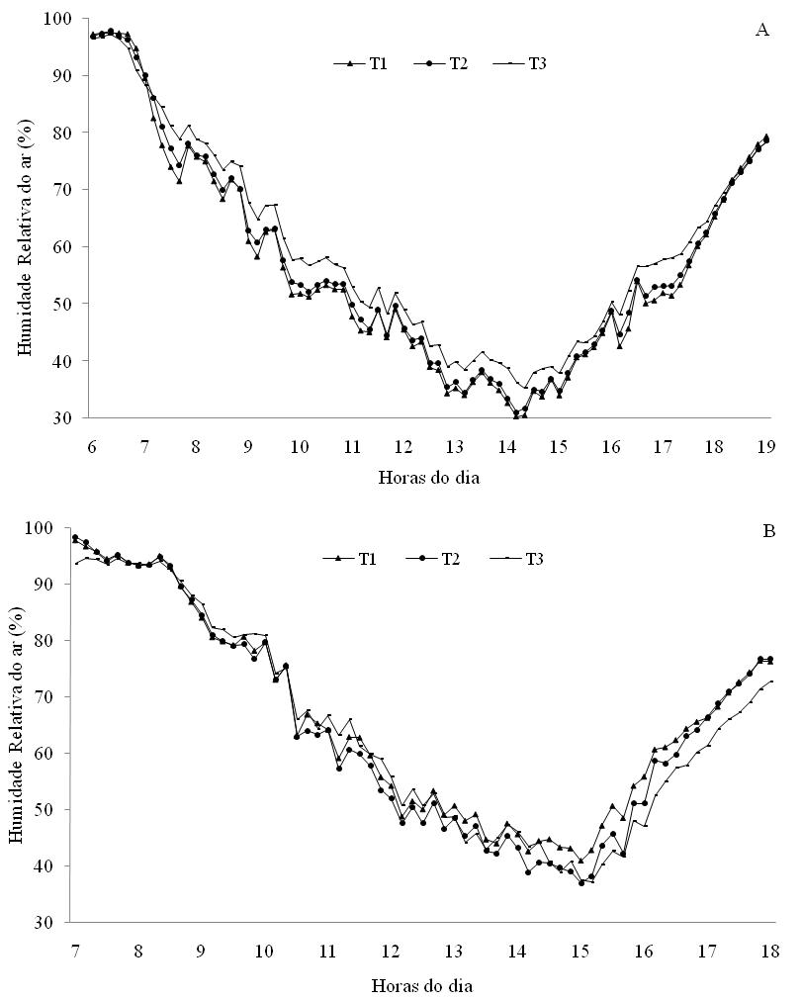 A
T1 T2 T3
Humidade Relativa do ar (%)
100
90
80
70
60
50
40
30
6 7 8 9 10 11 12 13 14 15 16 17 18 19
Horas do dia
B
T1 T2 T3
Humidade Relativa do ar (%)
100
90
80
70
60
50
40
30
7 8 9 10 11 12 13 14 15 16 17 18
Horas do dia